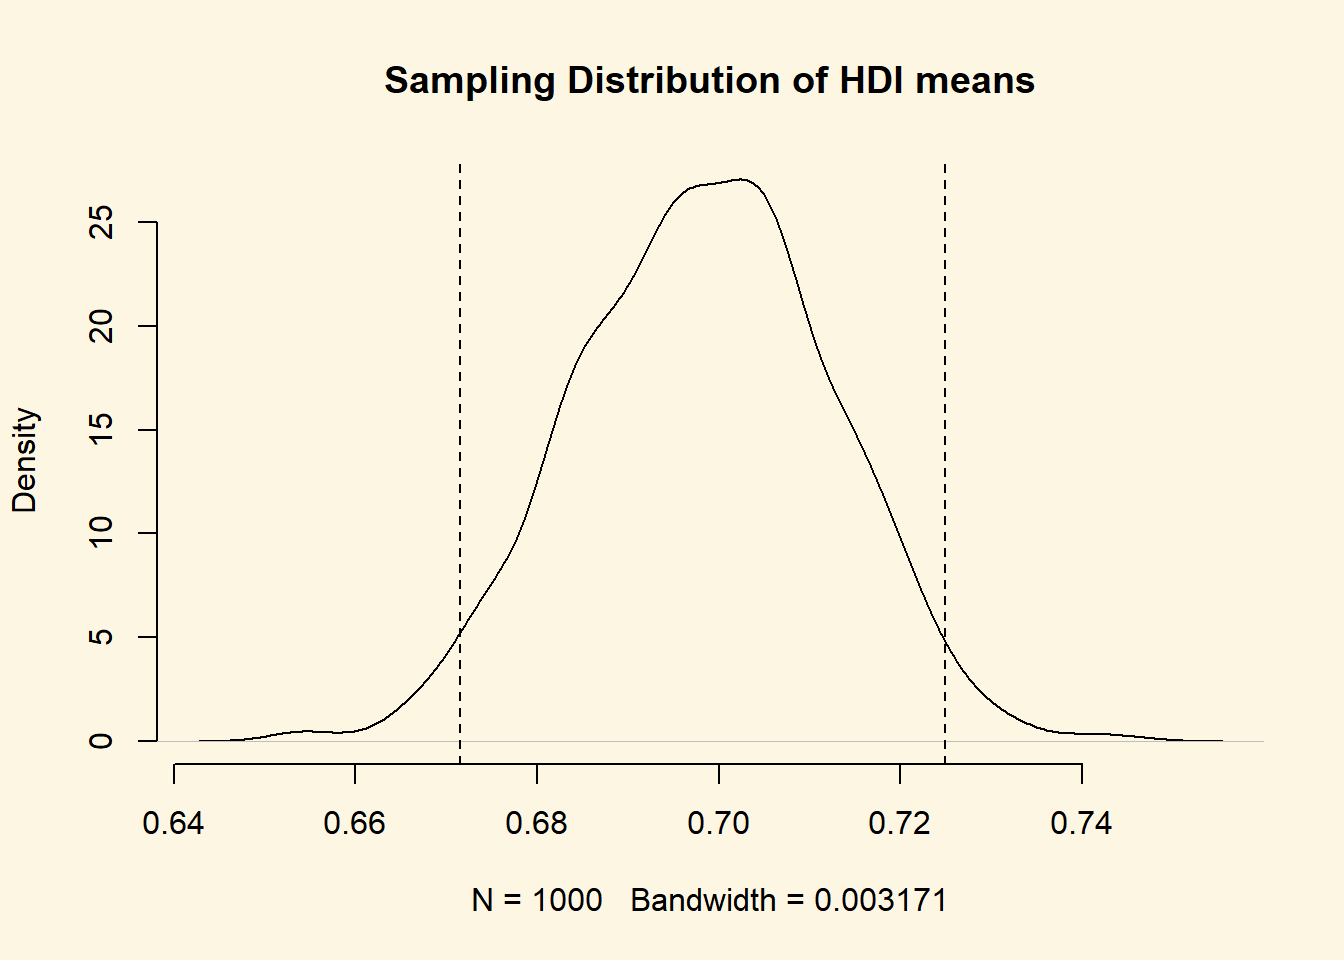 Sampling Distribution of HDI means
Density
25
20
15
10
5
0
0.64 0.66 0.68 0.70 0.72 0.74
N = 1000 Bandwidth = 0.003171